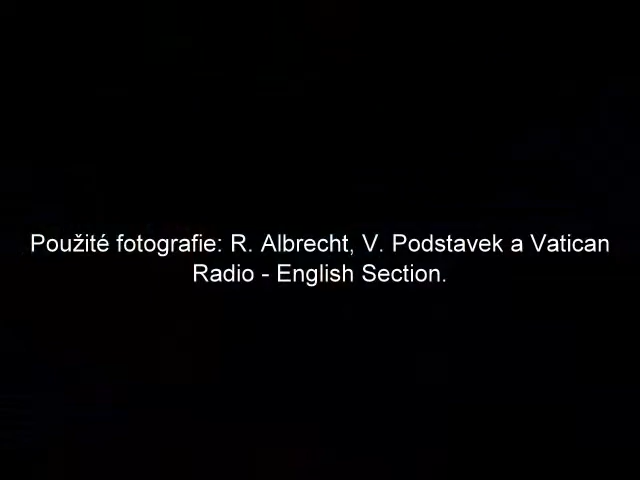 Použité fotografie: R. Albrecht, V. Podstavek a Vatican
Radio - English Section.